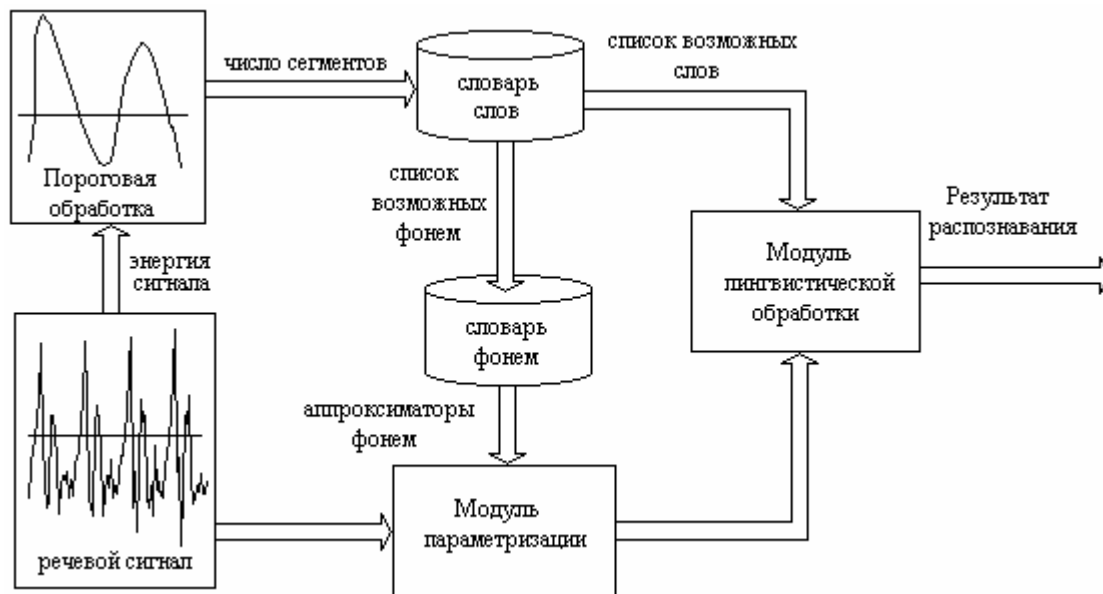 Пороговая
обработка
число сегментов
словарь
слов
список возможных
слов
список
возможных
фонем
энергия
сигнала
Результат
распознавания
Модуль
лингвистической
обработки
словарь
фонем
аппроксиматоры
фонем
речевой сигнал
Модуль
параметризации